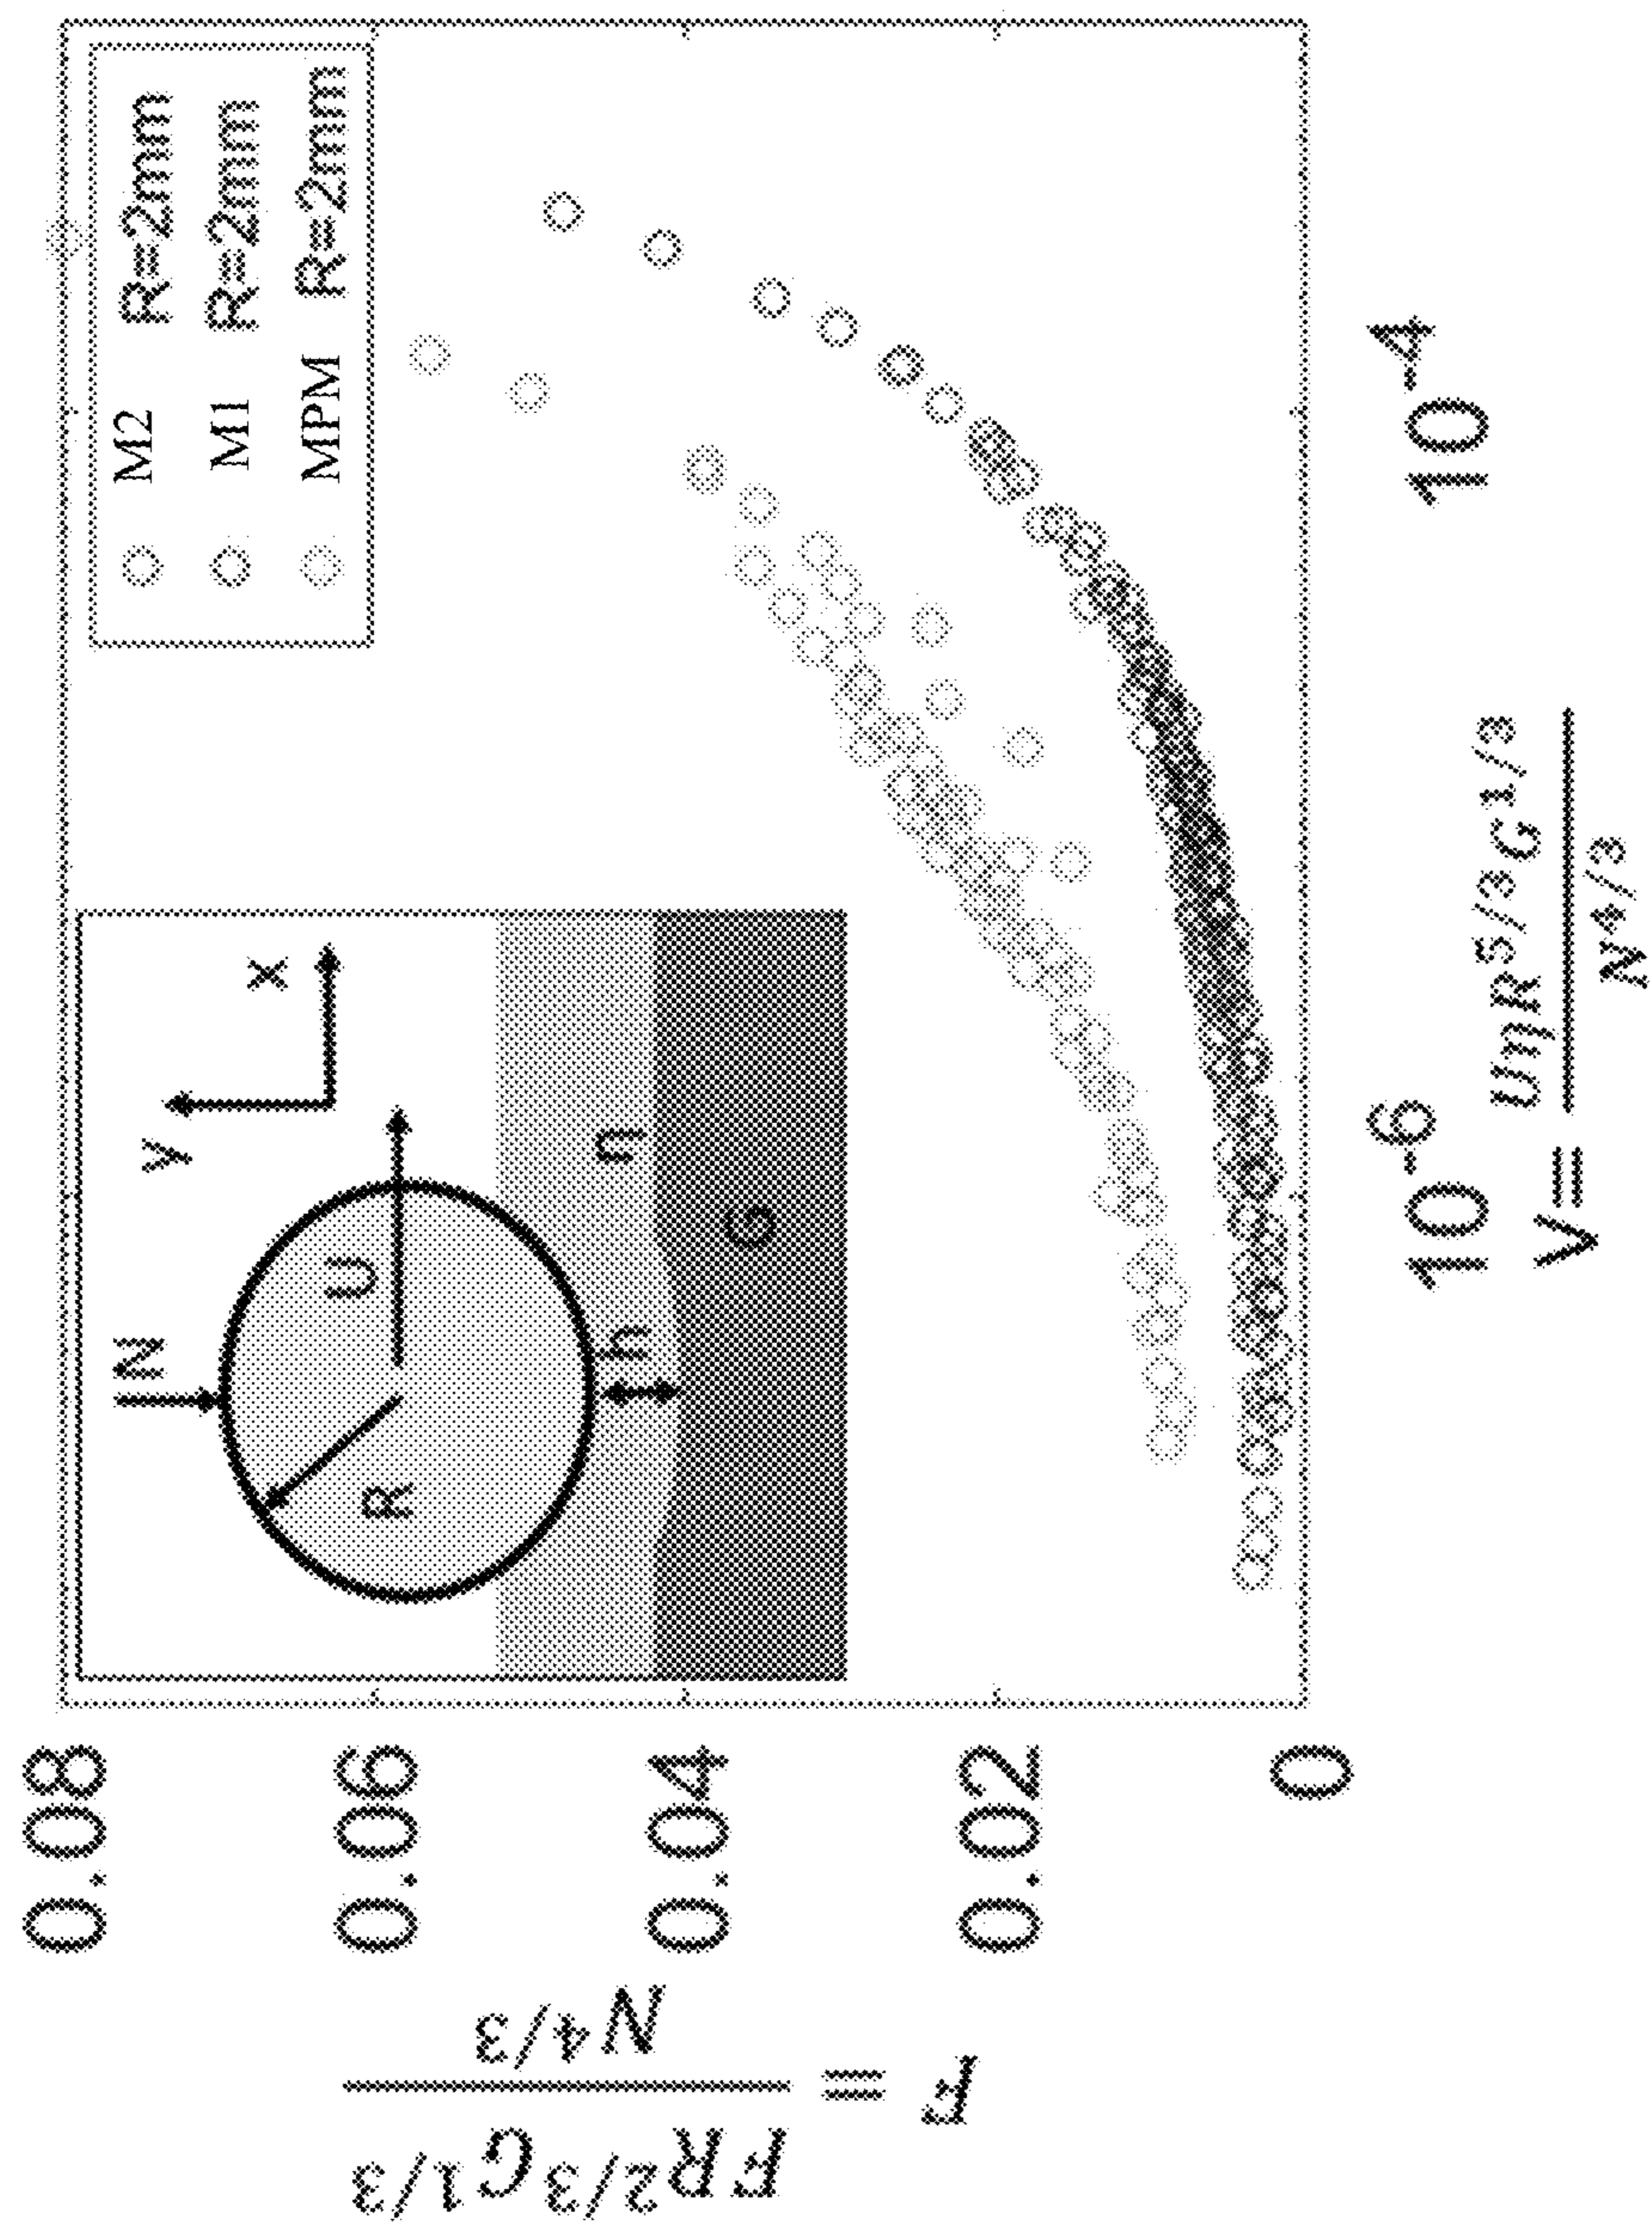 0.08
0.06
0.04
0.02
0
F = FR^{2/3}G^{1/3} / N^{4/3}
M2 R=2mm
M1 R=2mm
MPM R=2mm
N
R
U
y
x
h
η
G
10^{-6}
10^{-4}
V= UηR^{5/3}G^{1/3} / N^{4/3}